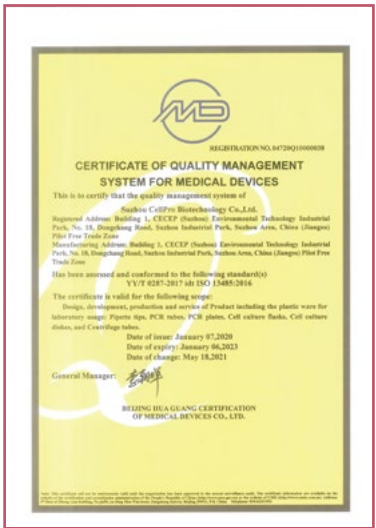 CMD
REGISTRATION NO. 04720Q10000038
CERTIFICATE OF QUALITY MANAGEMENT
SYSTEM FOR MEDICAL DEVICES
This is to certify that the quality management system of
Suzhou CellPro Biotechnology Co.,Ltd.
Registered Address: Building 1, CECEP (Suzhou) Environmental Technology Industrial
Park, No. 18, Dongchang Road, Suzhou Industrial Park, Suzhou Area, China (Jiangsu)
Pilot Free Trade Zone
Manufacturing Address: Building 1, CECEP (Suzhou) Environmental Technology Industrial
Park, No. 18, Dongchang Road, Suzhou Industrial Park, Suzhou Area, China (Jiangsu) Pilot Free
Trade Zone
Has been assessed and conformed to the following standard(s)
YY/T 0287-2017 idt ISO 13485:2016
The certificate is valid for the following scope:
Design, development, production and service of Product including the plastic ware for
laboratory usage: Pipette tips, PCR tubes, PCR plates, Cell culture flasks, Cell culture
dishes, and Centrifuge tubes.
Date of issue: January 07,2020
Date of expiry: January 06,2023
Date of change: May 18,2021
General Manager:
BEIJING HUA GUANG CERTIFICATION
OF MEDICAL DEVICES CO., LTD.